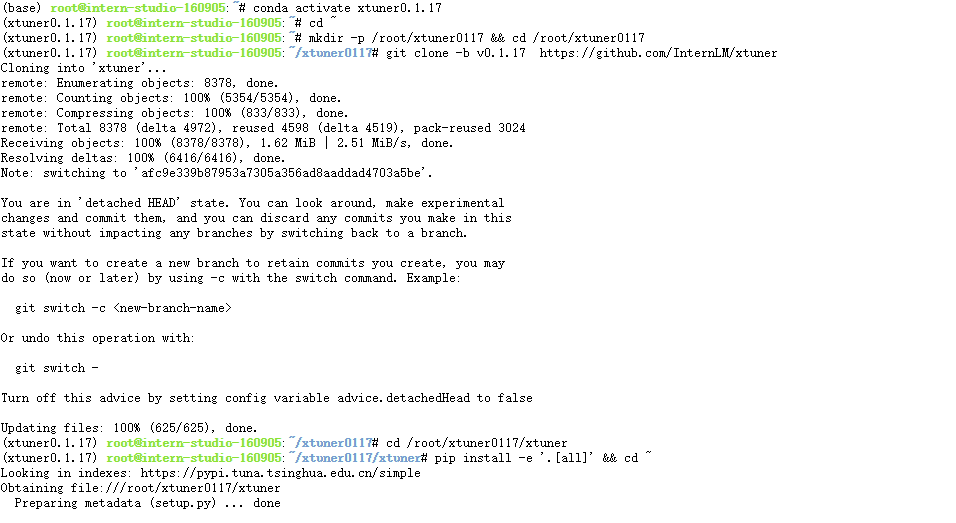 (base) root@intern-studio-160905:~# conda activate xtuner0.1.17
(xtuner0.1.17) root@intern-studio-160905:~# cd ~
(xtuner0.1.17) root@intern-studio-160905:~# mkdir -p /root/xtuner0117 && cd /root/xtuner0117
(xtuner0.1.17) root@intern-studio-160905:~/xtuner0117# git clone -b v0.1.17  https://github.com/InternLM/xtuner
Cloning into 'xtuner'...
remote: Enumerating objects: 8378, done.
remote: Counting objects: 100% (5354/5354), done.
remote: Compressing objects: 100% (833/833), done.
remote: Total 8378 (delta 4972), reused 4598 (delta 4519), pack-reused 3024
Receiving objects: 100% (8378/8378), 1.62 MiB | 2.51 MiB/s, done.
Resolving deltas: 100% (6416/6416), done.
Note: switching to 'afc9e339b87953a7305a356ad8aaddad4703a5be'.

You are in 'detached HEAD' state. You can look around, make experimental
changes and commit them, and you can discard any commits you make in this
state without impacting any branches by switching back to a branch.

If you want to create a new branch to retain commits you create, you may
do so (now or later) by using -c with the switch command. Example:

  git switch -c <new-branch-name>

Or undo this operation with:

  git switch -

Turn off this advice by setting config variable advice.detachedHead to false

Updating files: 100% (625/625), done.
(xtuner0.1.17) root@intern-studio-160905:~/xtuner0117# cd /root/xtuner0117/xtuner
(xtuner0.1.17) root@intern-studio-160905:~/xtuner0117/xtuner# pip install -e '.[all]' && cd ~
Looking in indexes: https://pypi.tuna.tsinghua.edu.cn/simple
Obtaining file:///root/xtuner0117/xtuner
  Preparing metadata (setup.py) ... done